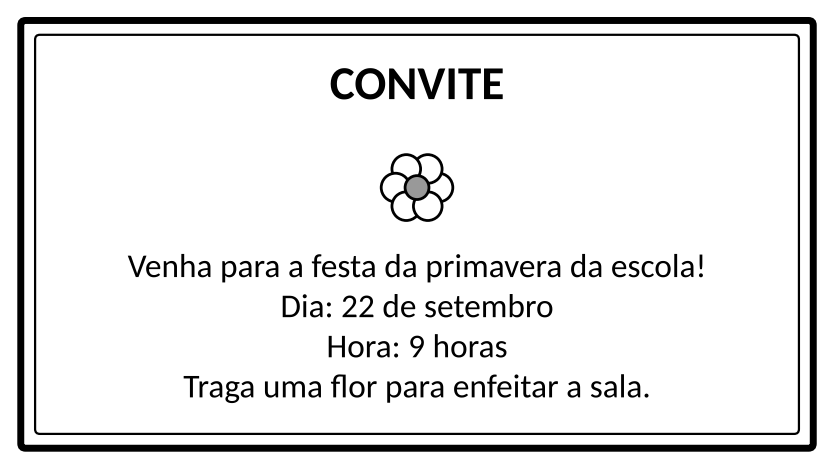 CONVITE
Venha para a festa da primavera da escola!
Dia: 22 de setembro
Hora: 9 horas
Traga uma flor para enfeitar a sala.